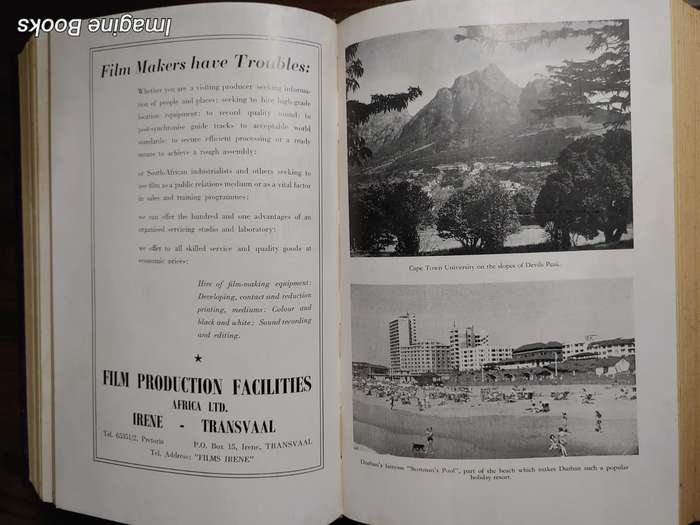 Imagine Books
Film Makers have Troubles:
Whether you are a visiting producer seeking informa-
tion of people and places; seeking to hire high-grade
location equipment; to record quality sound; to
post-synchronise guide tracks to acceptable world
standards; to secure efficient processing or a ready
means to achieve a rough assembly;
or South African industrialists and others seeking to
use film as a public relations medium or as a vital factor
in sales and training programmes;
we can offer the hundred and one advantages of an
organised servicing studio and laboratory;
we offer to all skilled service and quality goods at
economic prices:
Hire of film-making equipment:
Developing, contact and reduction
printing, mediums: Colour and
black and white: Sound recording
and editing.
FILM PRODUCTION FACILITIES
AFRICA LTD.
IRENE - TRANSVAAL
Tel. 65351/2, Pretoria P.O. Box 15, Irene, TRANSVAAL
Tel. Address: "FILMS IRENE"
Cape Town University on the slopes of Devils Peak.
Durban's famous "Seaman's Pool", part of the beach which makes Durban such a popular
holiday resort.